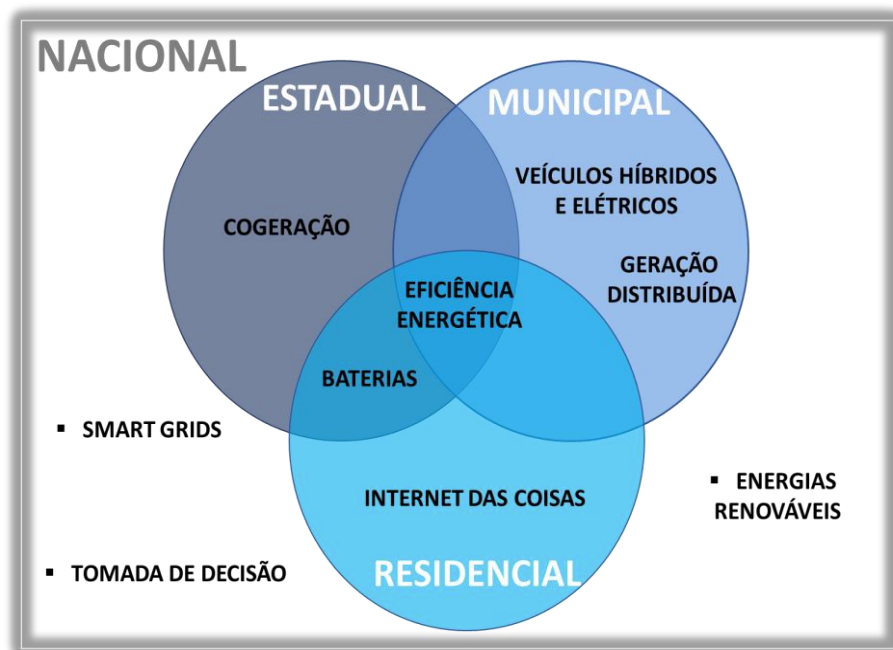 NACIONAL
ESTADUAL
MUNICIPAL
VEÍCULOS HÍBRIDOS
E ELÉTRICOS
COGERAÇÃO
GERAÇÃO
DISTRIBUÍDA
EFICIÊNCIA
ENERGÉTICA
BATERIAS
▪ SMART GRIDS
▪ ENERGIAS
RENOVÁVEIS
INTERNET DAS COISAS
▪ TOMADA DE DECISÃO
RESIDENCIAL